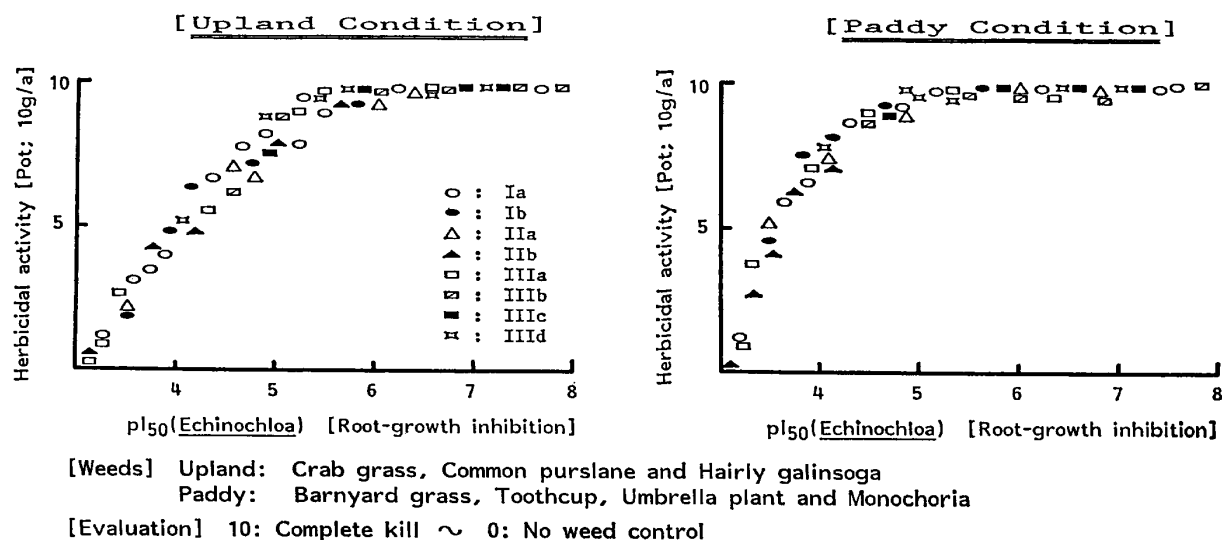 [Upland Condition]
[Paddy Condition]
Herbicidal activity [Pot; 10g/a]
10
5
4 5 6 7 8
pI50(Echinochloa) [Root-growth inhibition]
○ : Ia
● : Ib
△ : IIa
▲ : IIb
□ : IIIa
▨ : IIIb
■ : IIIc
¤ : IIId
Herbicidal activity [Pot; 10g/a]
10
5
4 5 6 7 8
pI50(Echinochloa) [Root-growth inhibition]
[Weeds] Upland: Crab grass, Common purslane and Hairly galinsoga
Paddy: Barnyard grass, Toothcup, Umbrella plant and Monochoria
[Evaluation] 10: Complete kill ~ 0: No weed control